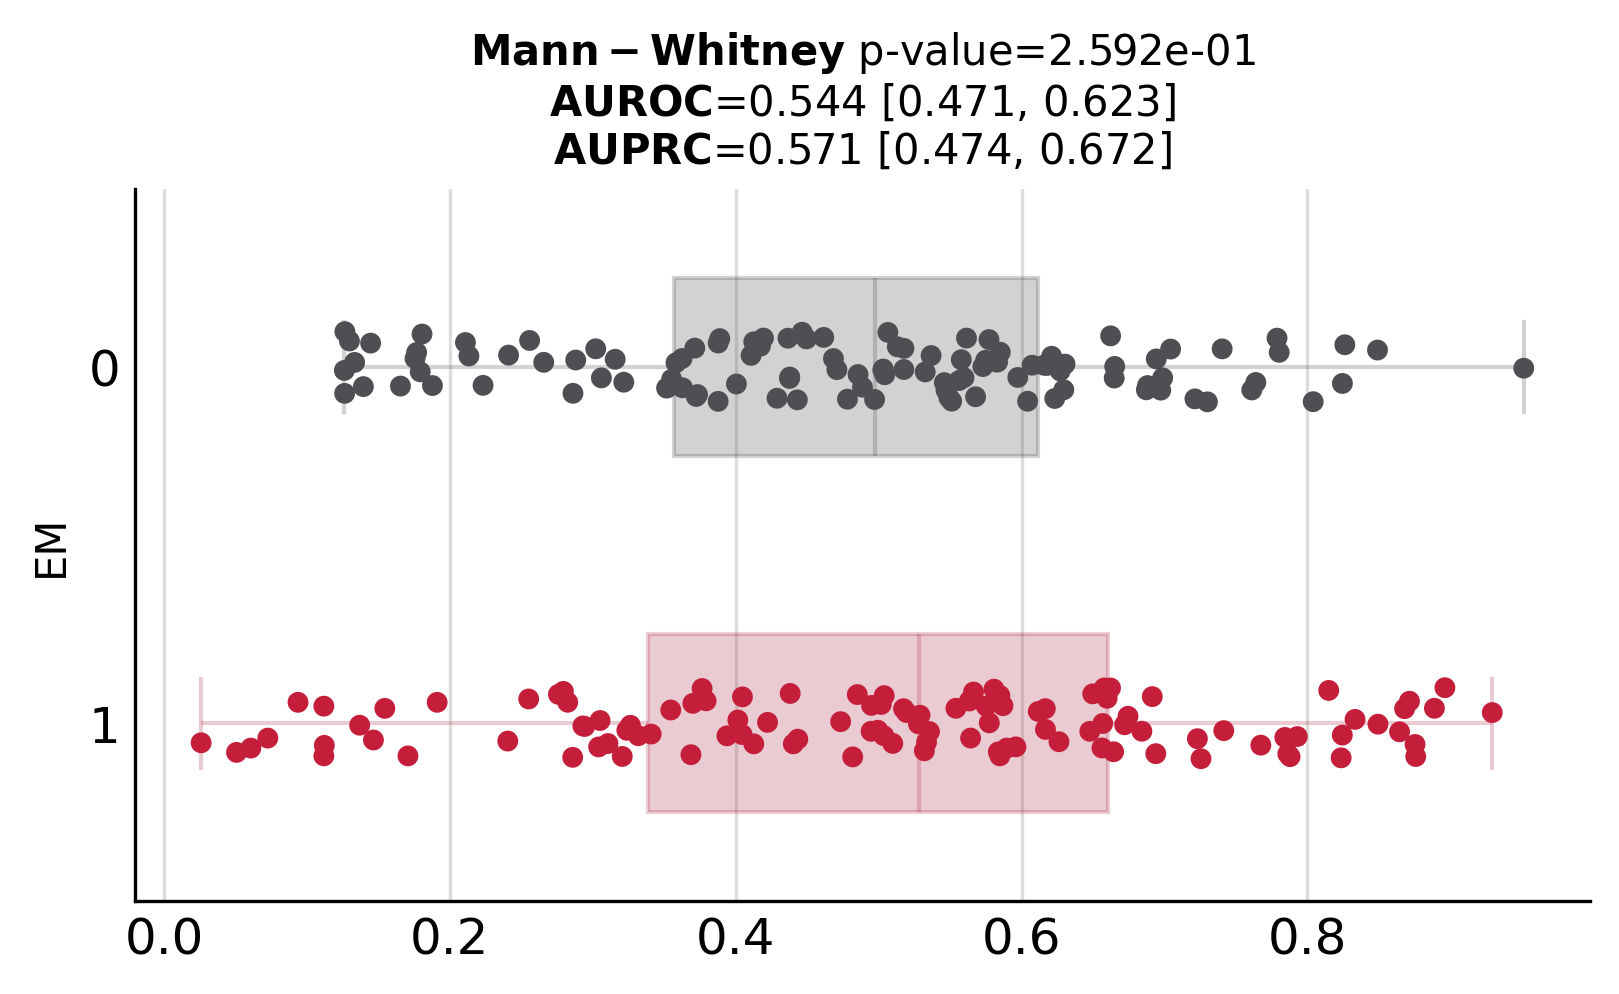 Mann − Whitney p-value=2.592e-01
AUROC=0.544 [0.471, 0.623]
AUPRC=0.571 [0.474, 0.672]
0
EM
1
0.0 0.2 0.4 0.6 0.8